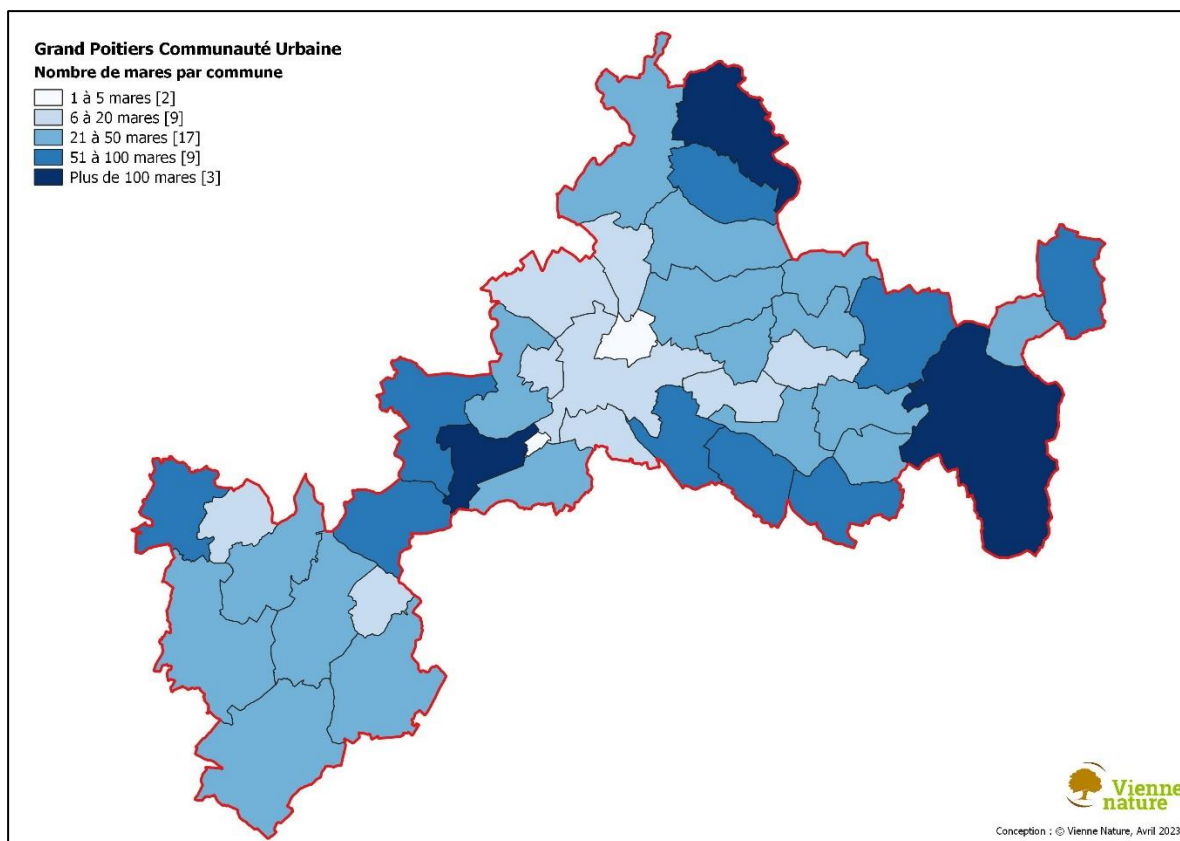 Grand Poitiers Communauté Urbaine
Nombre de mares par commune
1 à 5 mares [2]
6 à 20 mares [9]
21 à 50 mares [17]
51 à 100 mares [9]
Plus de 100 mares [3]
Vienne
nature
Conception : © Vienne Nature, Avril 2023